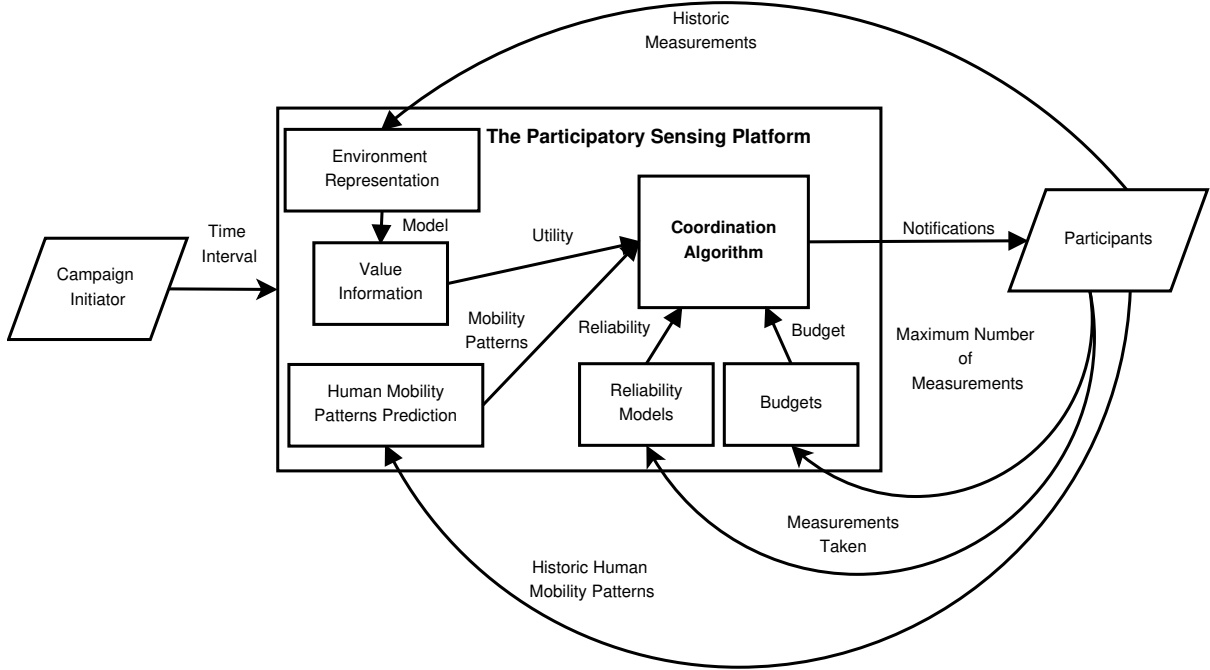 Historic
Measurements
The Participatory Sensing Platform
Environment
Representation
Model
Value
Information
Time
Interval
Campaign
Initiator
Utility
Mobility
Patterns
Human Mobility
Patterns Prediction
Coordination
Algorithm
Reliability
Budget
Reliability
Models
Budgets
Notifications
Participants
Maximum Number
of
Measurements
Measurements
Taken
Historic Human
Mobility Patterns